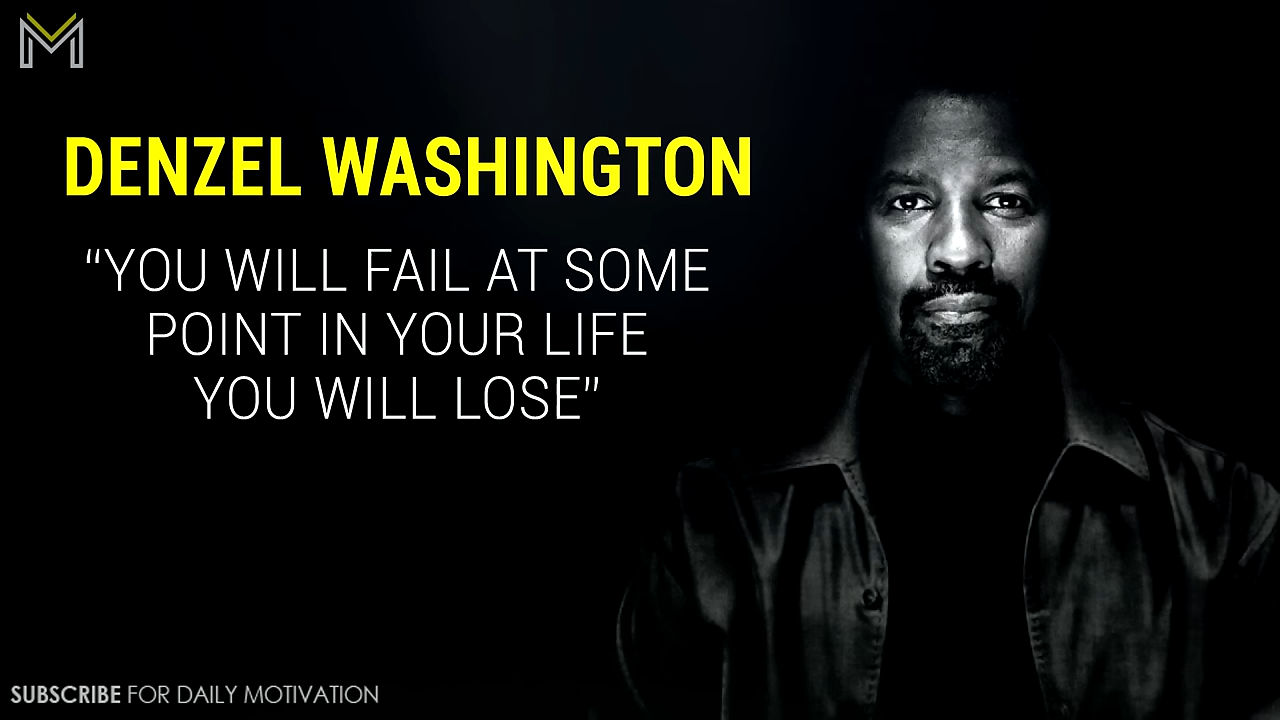 DENZEL WASHINGTON
“YOU WILL FAIL AT SOME
POINT IN YOUR LIFE
YOU WILL LOSE”
SUBSCRIBE FOR DAILY MOTIVATION